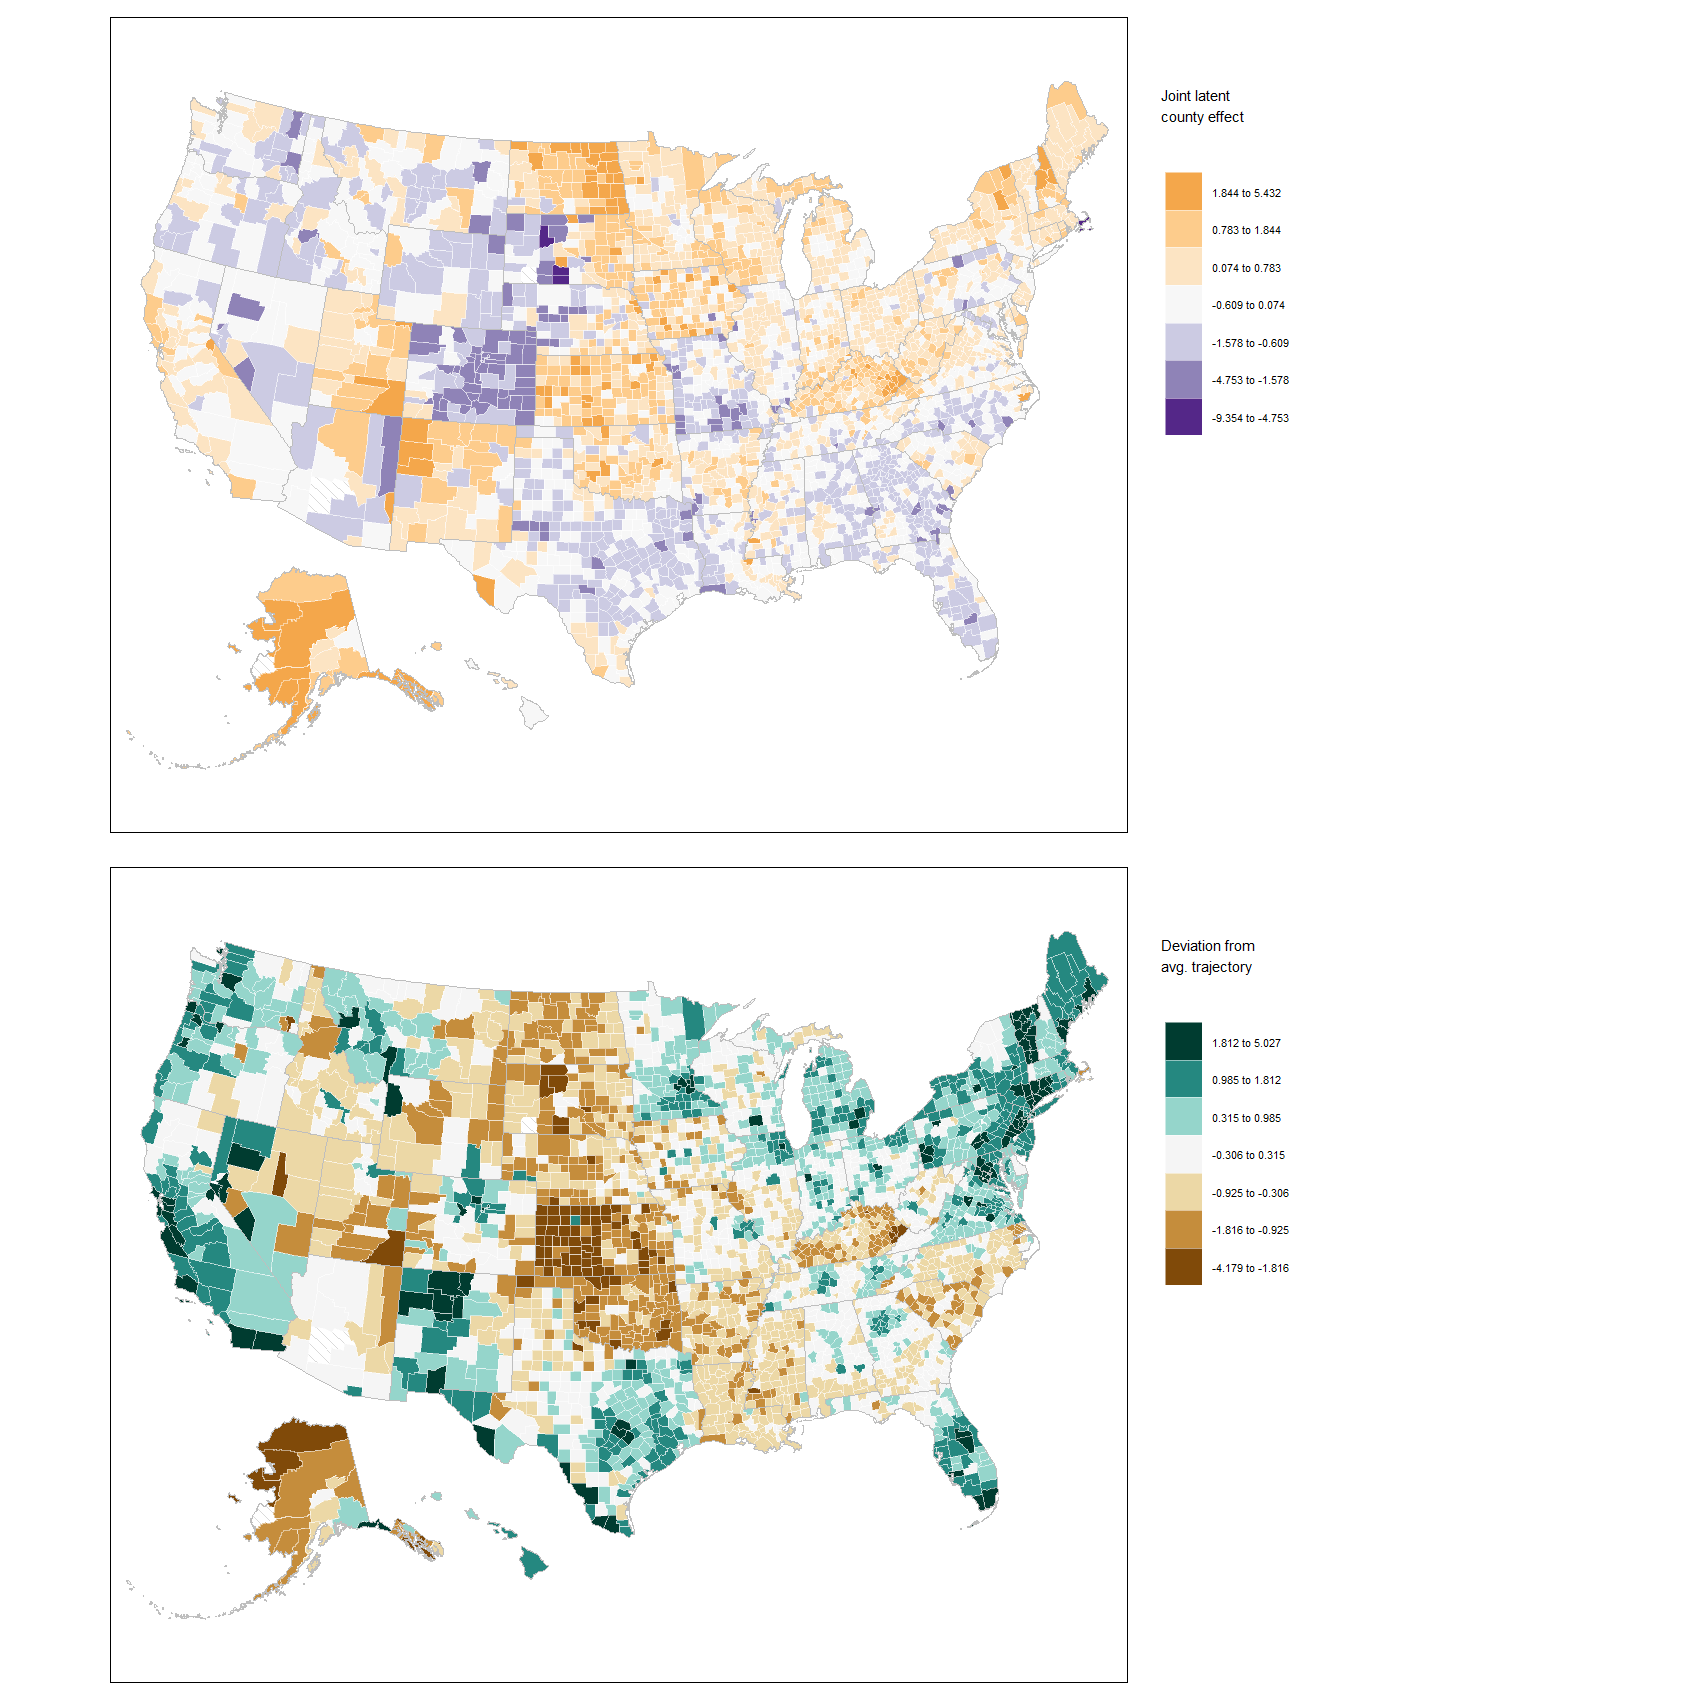 Joint latent
county effect
1.844 to 5.432
0.783 to 1.844
0.074 to 0.783
-0.609 to 0.074
-1.578 to -0.609
-4.753 to -1.578
-9.354 to -4.753
Deviation from
avg. trajectory
1.812 to 5.027
0.985 to 1.812
0.315 to 0.985
-0.306 to 0.315
-0.925 to -0.306
-1.816 to -0.925
-4.179 to -1.816